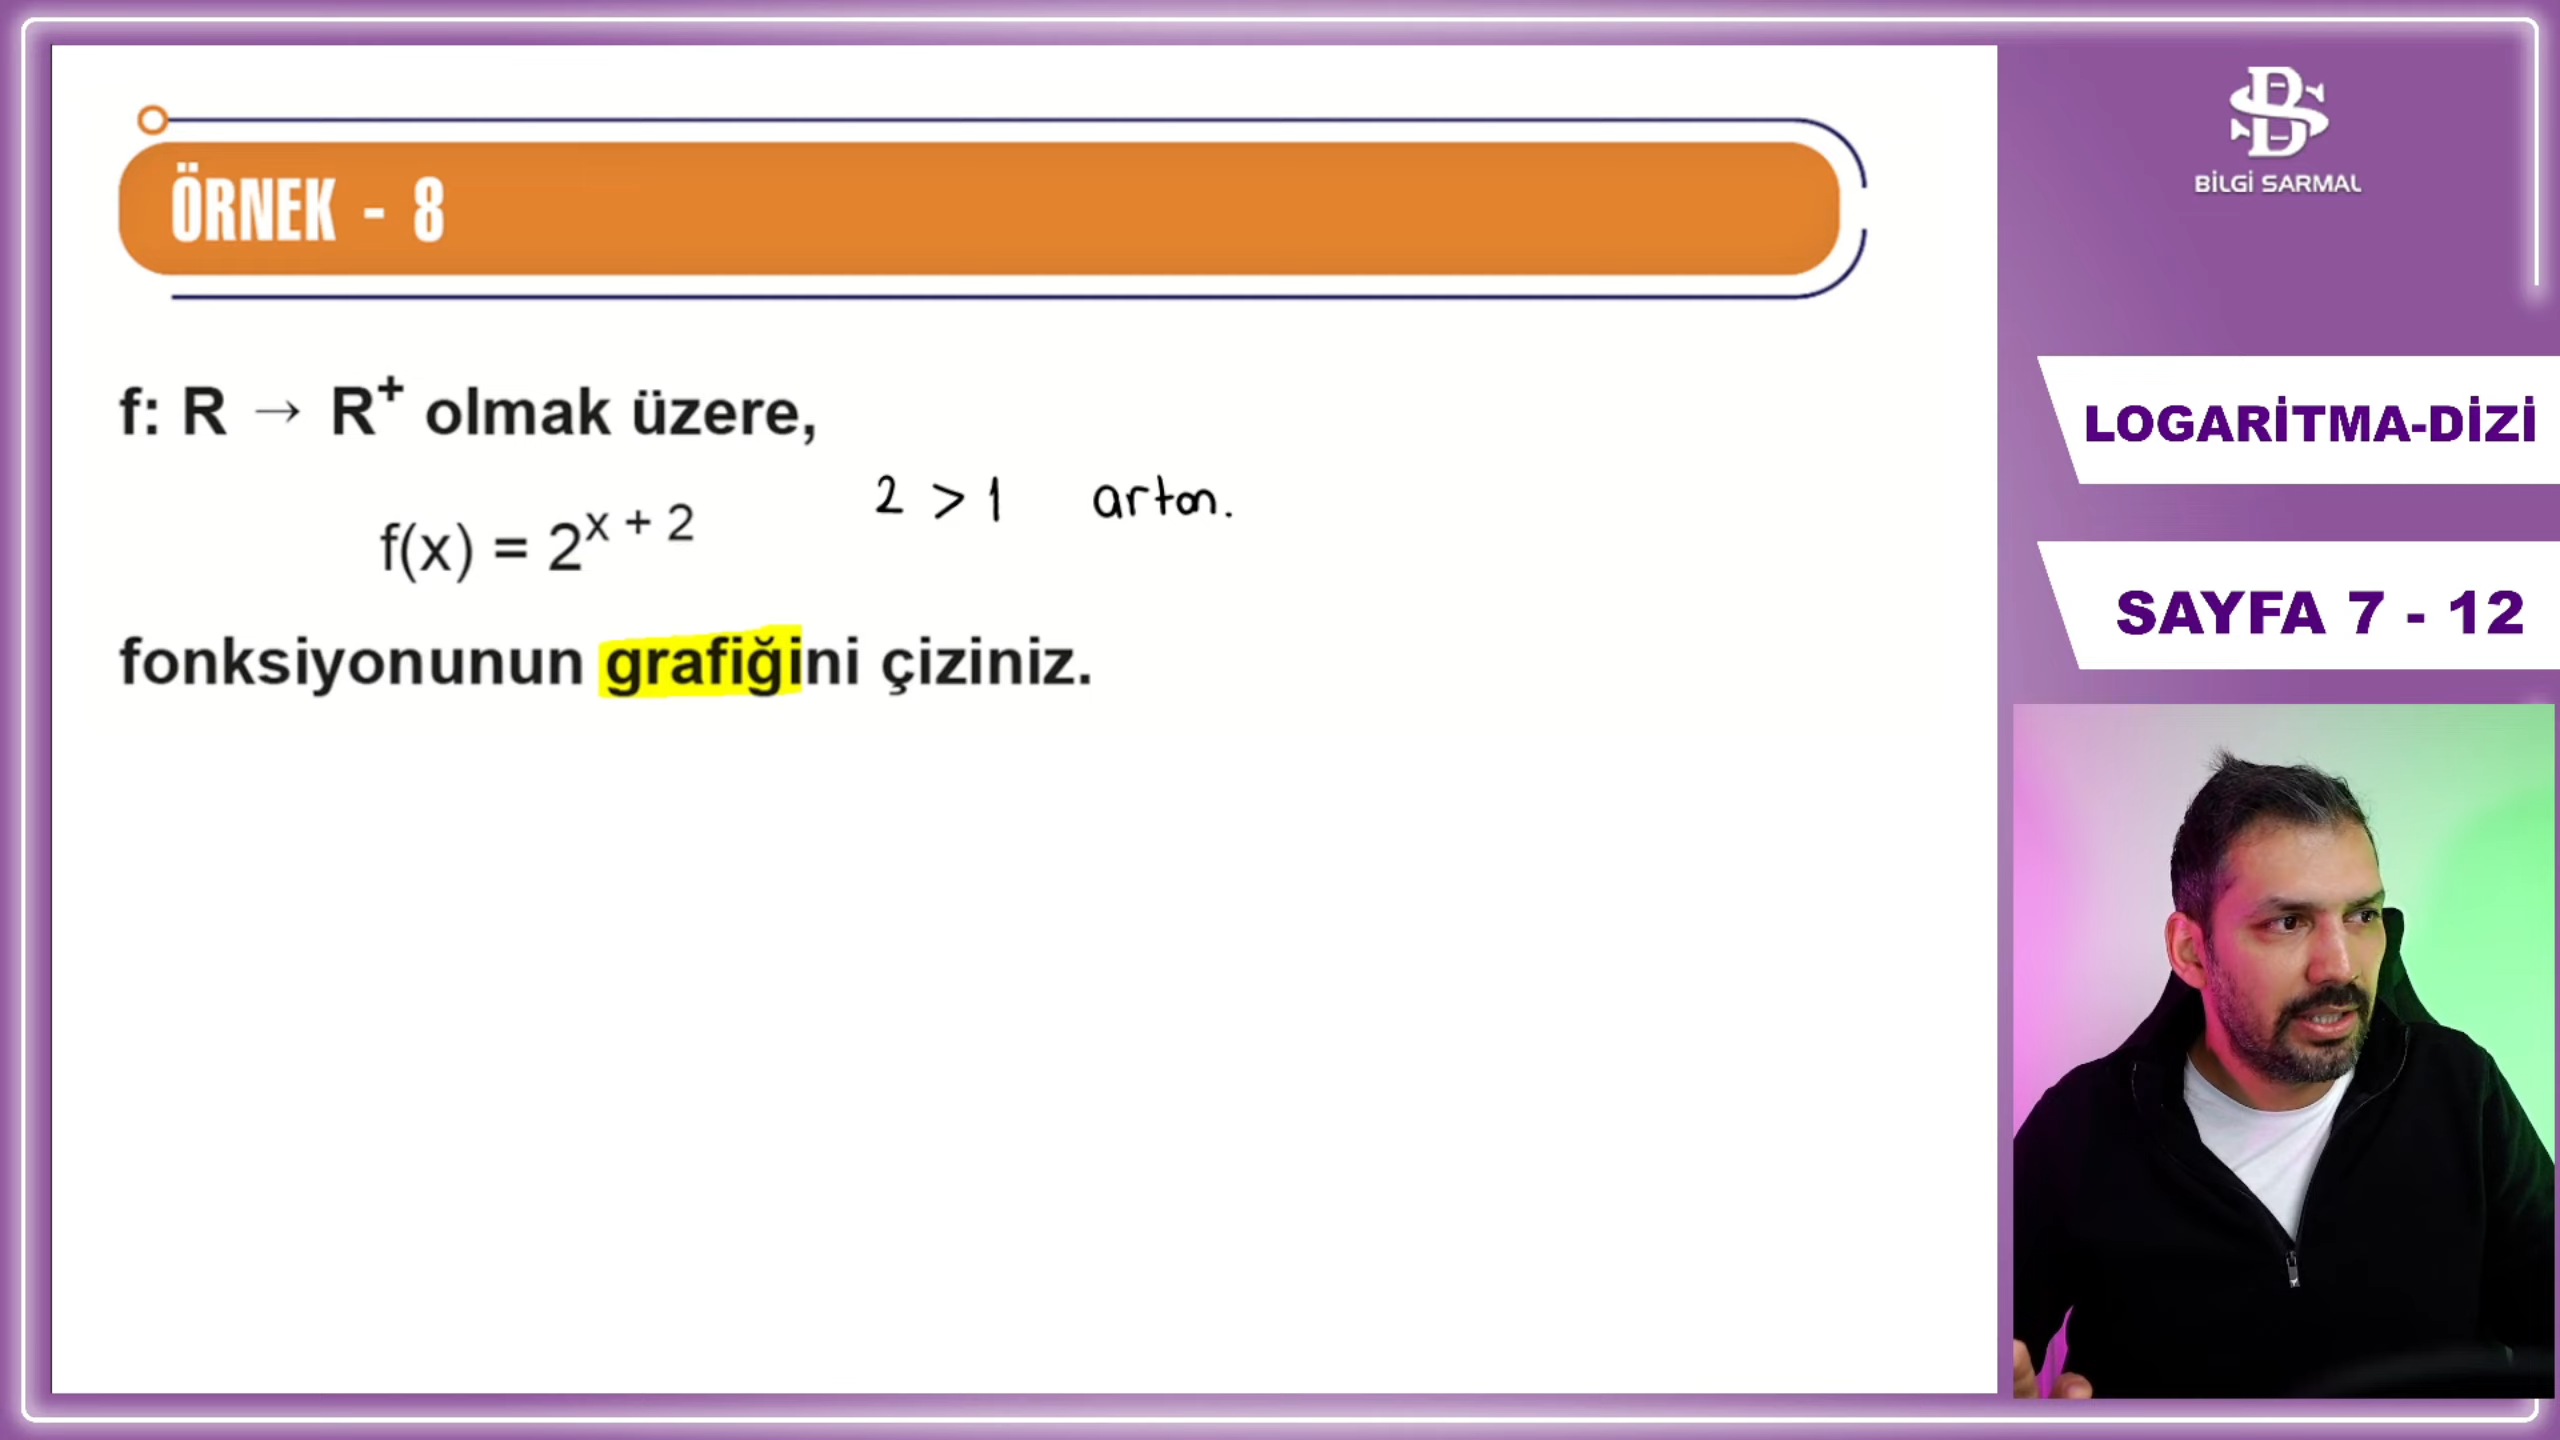 ÖRNEK - 8
f: R → R⁺ olmak üzere,
f(x) = 2ˣ ⁺ ²
2 > 1 artan.
fonksiyonunun grafiğini çiziniz.
BİLGİ SARMAL
LOGARİTMA-DİZİ
SAYFA 7 - 12